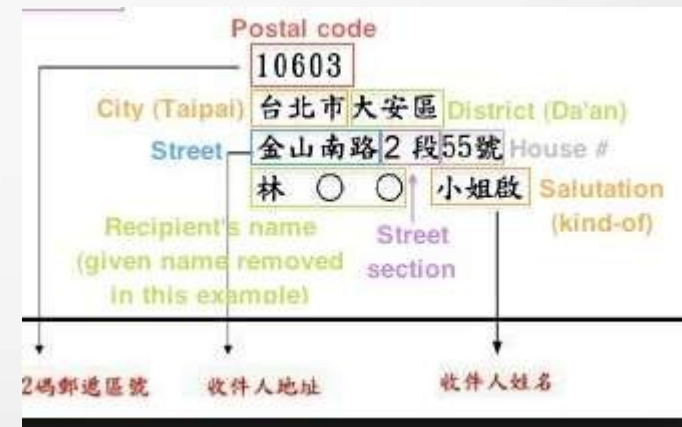 Postal code
10603
City (Taipai) 台北市大安區 District (Da'an)
Street 金山南路2段55號 House #
林 ○ ○ 小姐啟 Salutation
(kind-of)
Recipient's name
(given name removed
in this example)
Street
section
2碼郵遞區號 收件人地址 收件人姓名